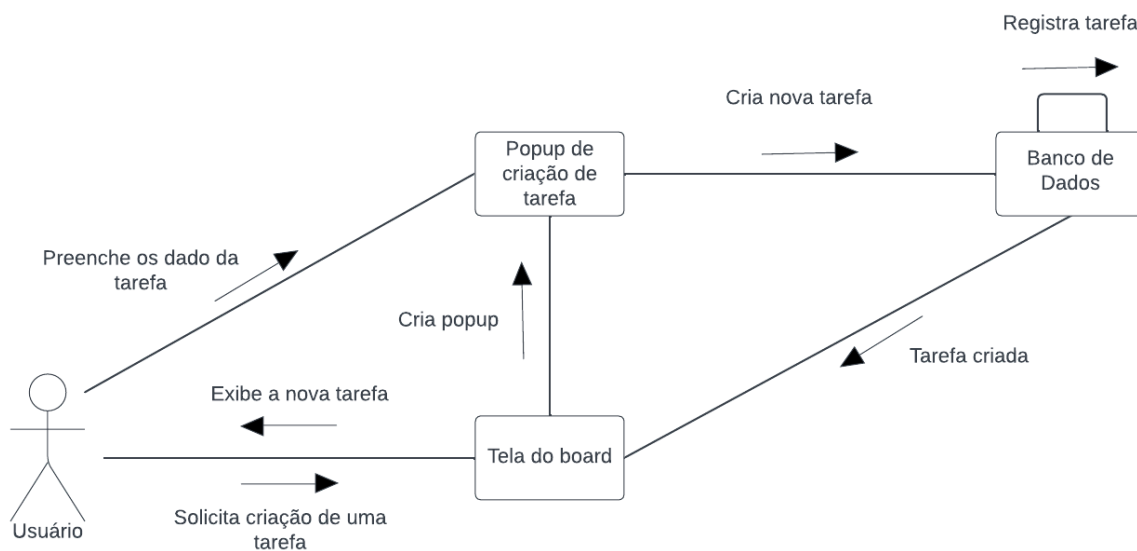 Registra tarefa
Cria nova tarefa
Popup de
criação de
tarefa
Banco de
Dados
Preenche os dado da
tarefa
Cria popup
Tarefa criada
Exibe a nova tarefa
Tela do board
Solicita criação de uma
tarefa
Usuário